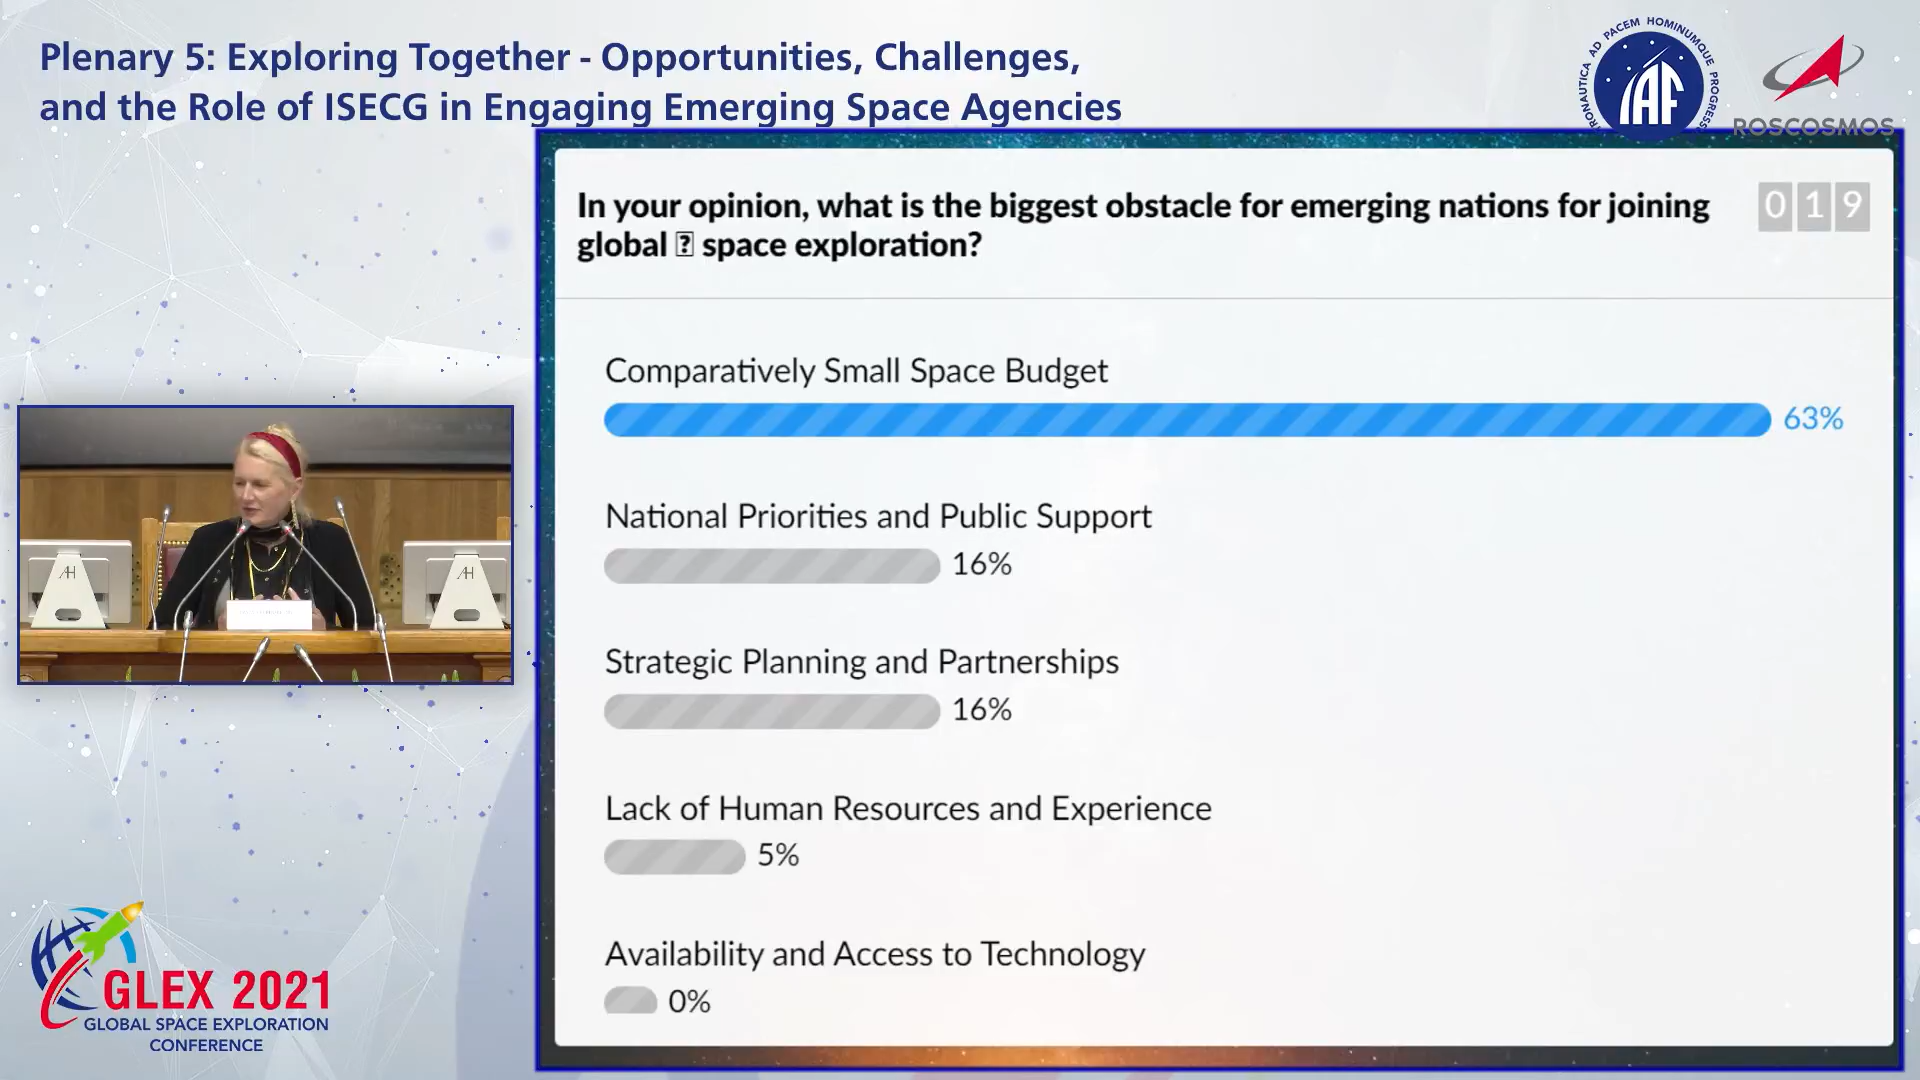 Plenary 5: Exploring Together - Opportunities, Challenges,
and the Role of ISECG in Engaging Emerging Space Agencies
AD PACEM HOMINUMQUE
IAF
ROSCOSMOS
In your opinion, what is the biggest obstacle for emerging nations for joining
global space exploration?
019
Comparatively Small Space Budget
63%
National Priorities and Public Support
16%
Strategic Planning and Partnerships
16%
Lack of Human Resources and Experience
5%
Availability and Access to Technology
0%
AH
AH
GLEX 2021
GLOBAL SPACE EXPLORATION
CONFERENCE